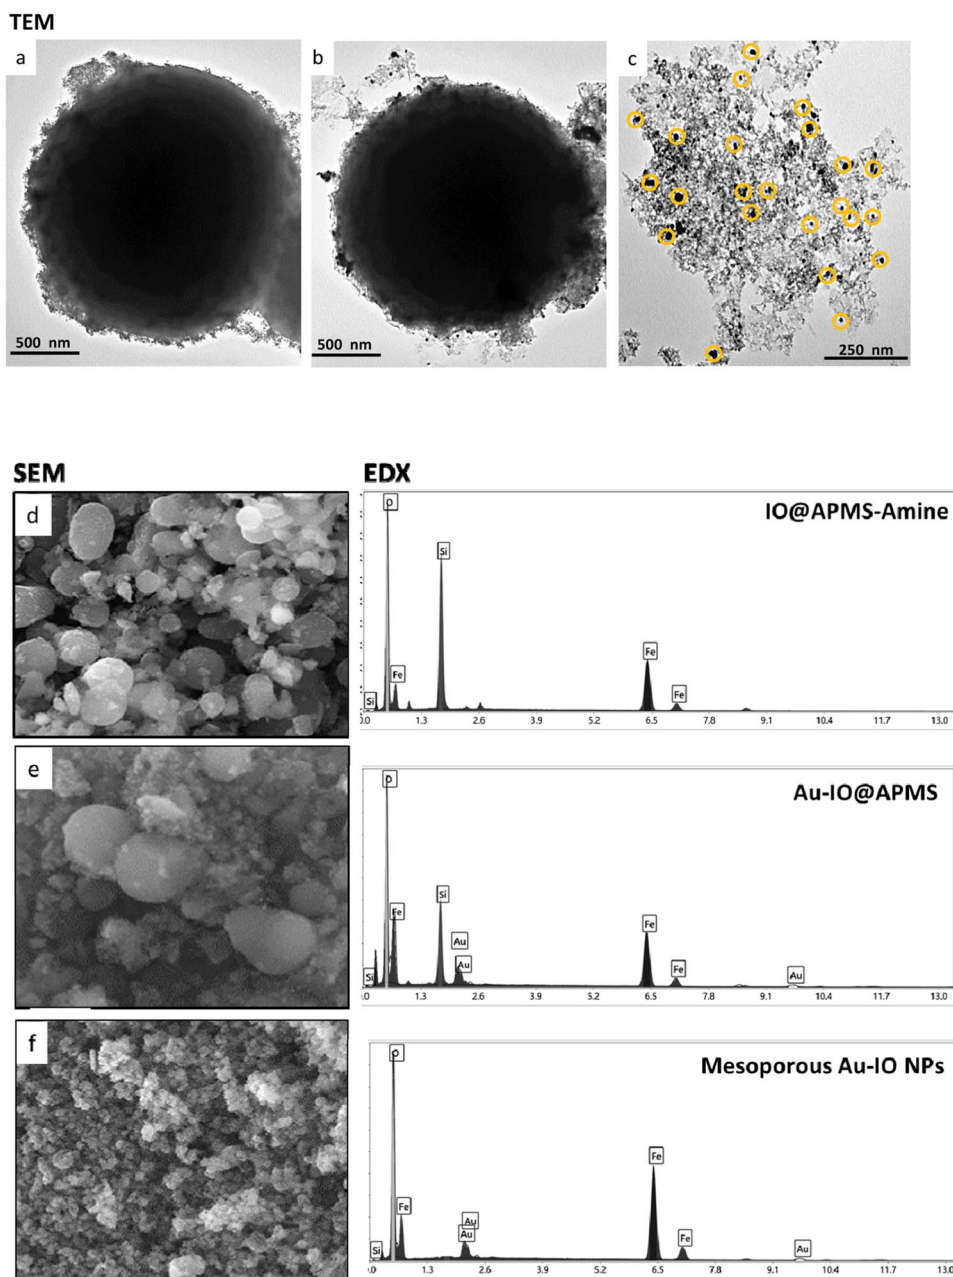 TEM
a
b
c
500 nm
500 nm
250 nm
SEM
EDX
d
IO@APMS-Amine
O
Si
Fe
Si
Fe
Fe
0.0 1.3 2.6 3.9 5.2 6.5 7.8 9.1 10.4 11.7 13.0
e
Au-IO@APMS
O
Si
Fe
Au
Au
Si
Fe
Fe
Au
0.0 1.3 2.6 3.9 5.2 6.5 7.8 9.1 10.4 11.7 13.0
f
Mesoporous Au-IO NPs
O
Fe
Au
Au
Si
Fe
Fe
Au
1.3 2.6 3.9 5.2 6.5 7.8 9.1 10.4 11.7 13.0